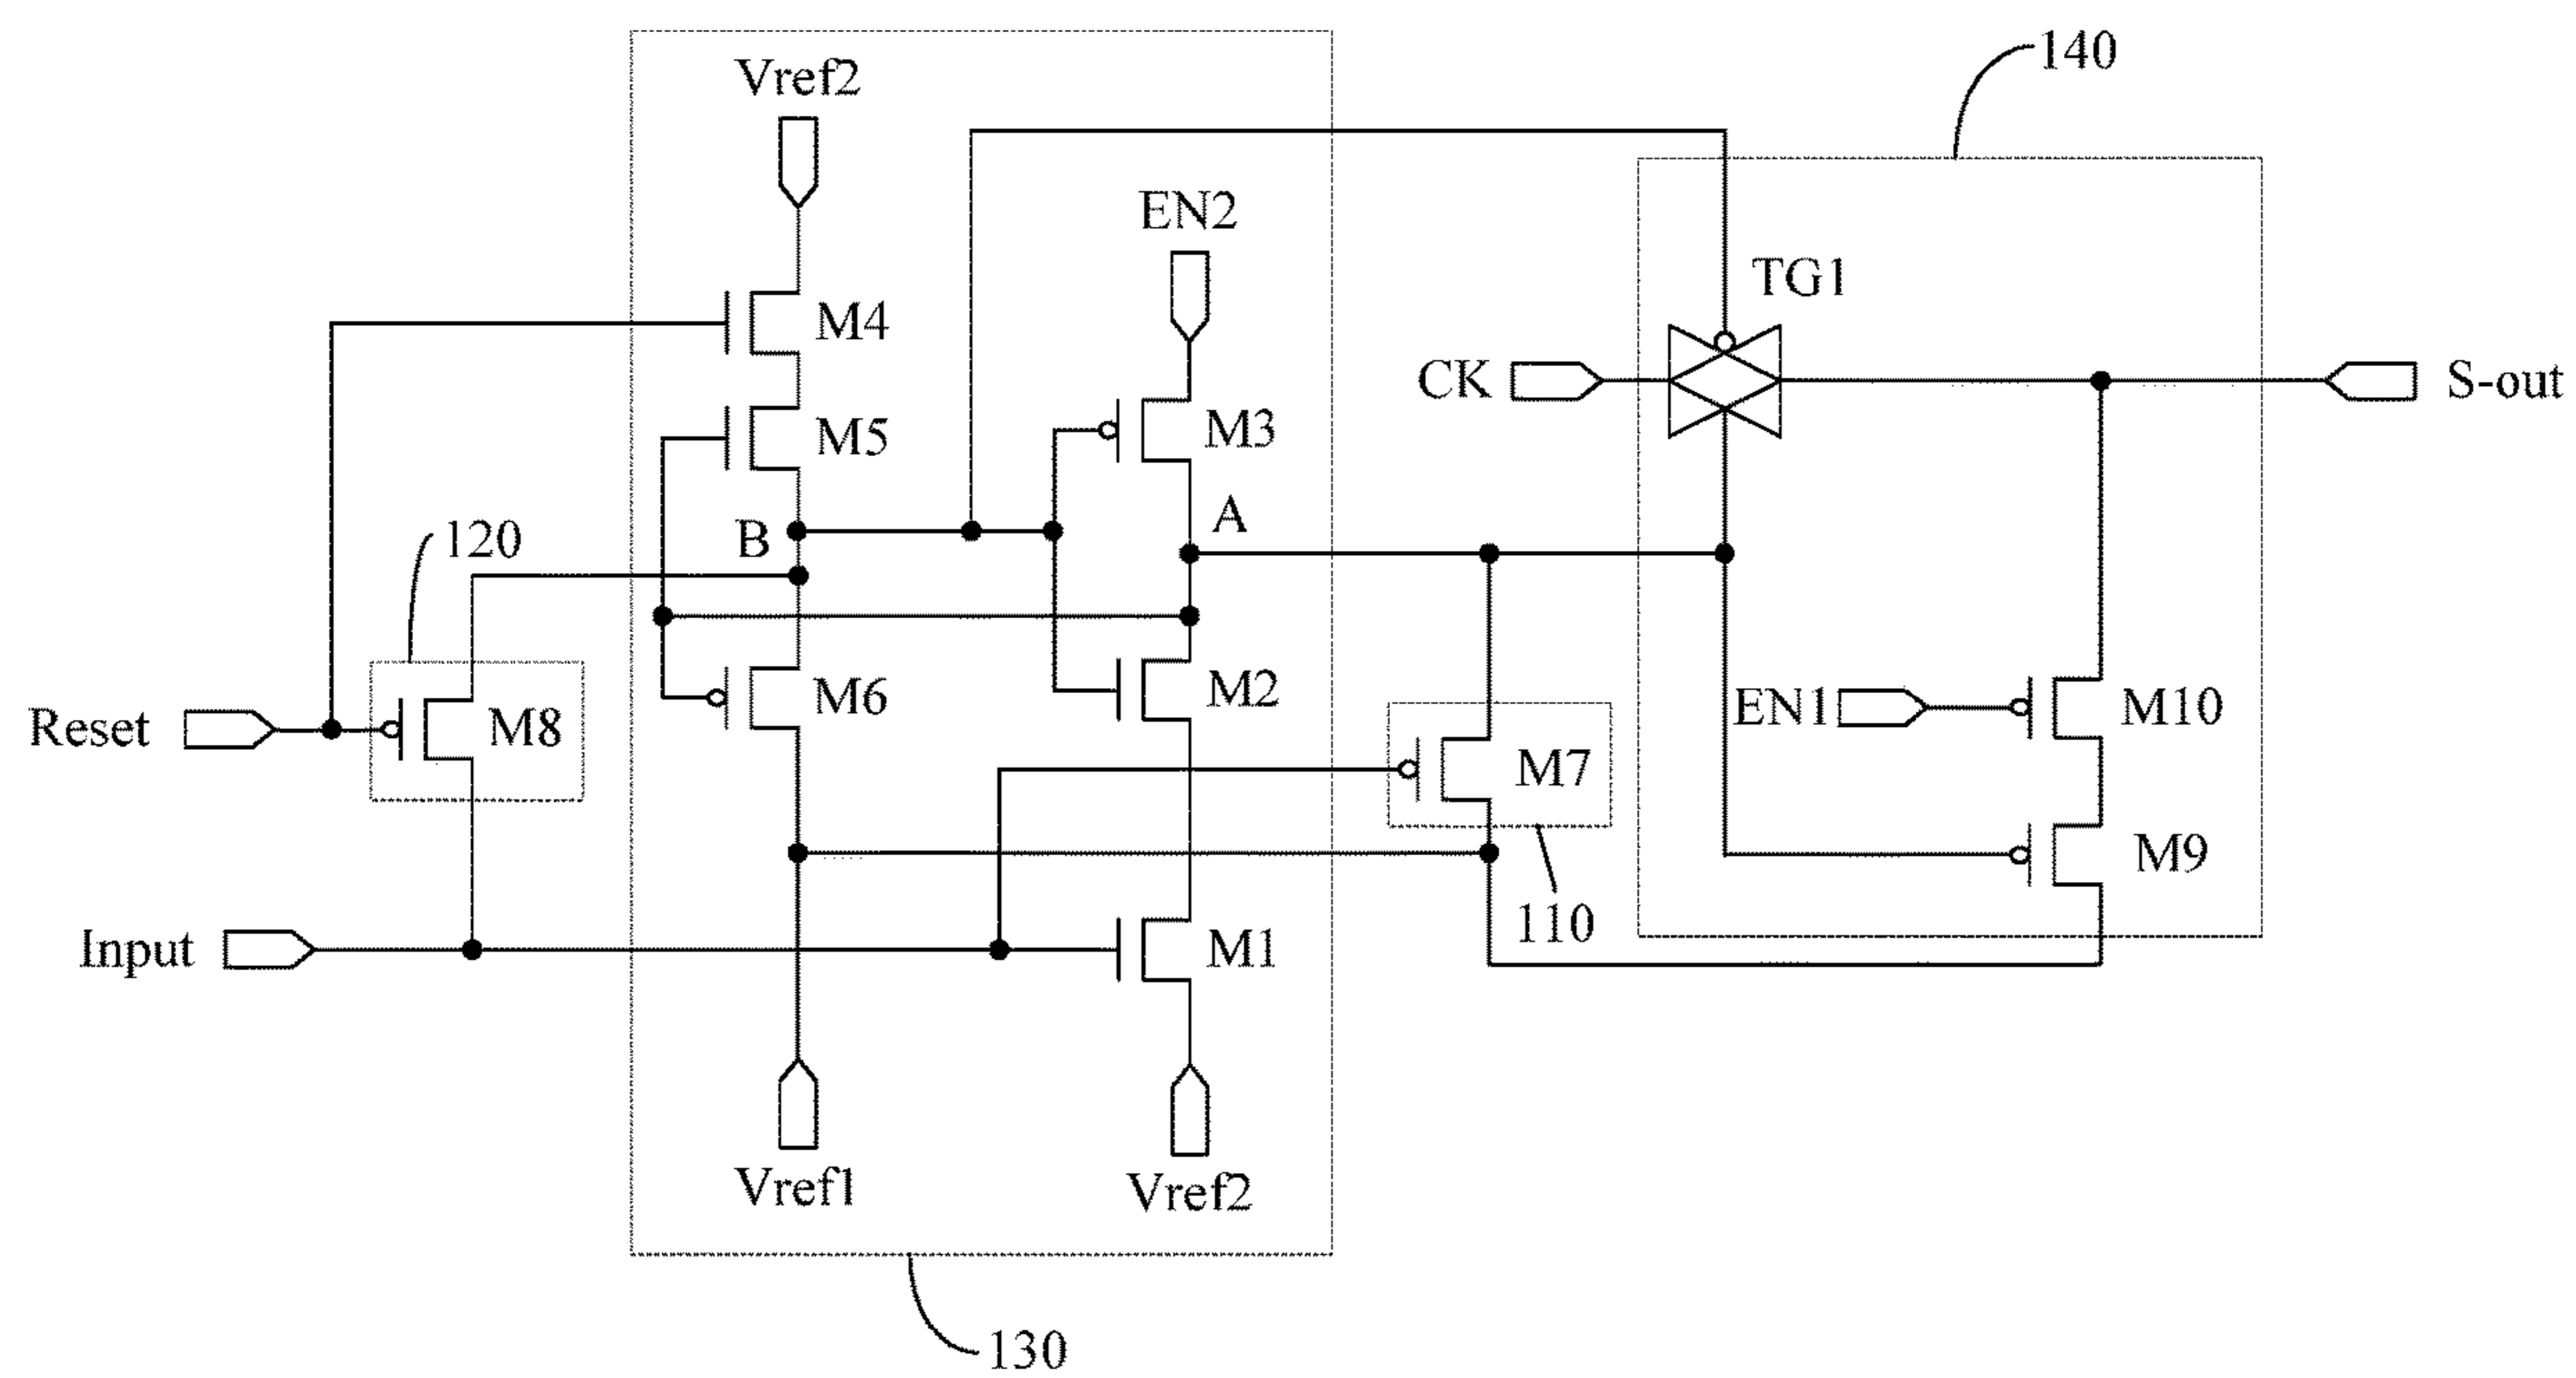 140
Vref2
EN2
TG1
M4
CK
S-out
M3
M5
A
B
120
M6
M2
EN1
M10
Reset
M8
M7
M9
110
Input
M1
Vref1
Vref2
130